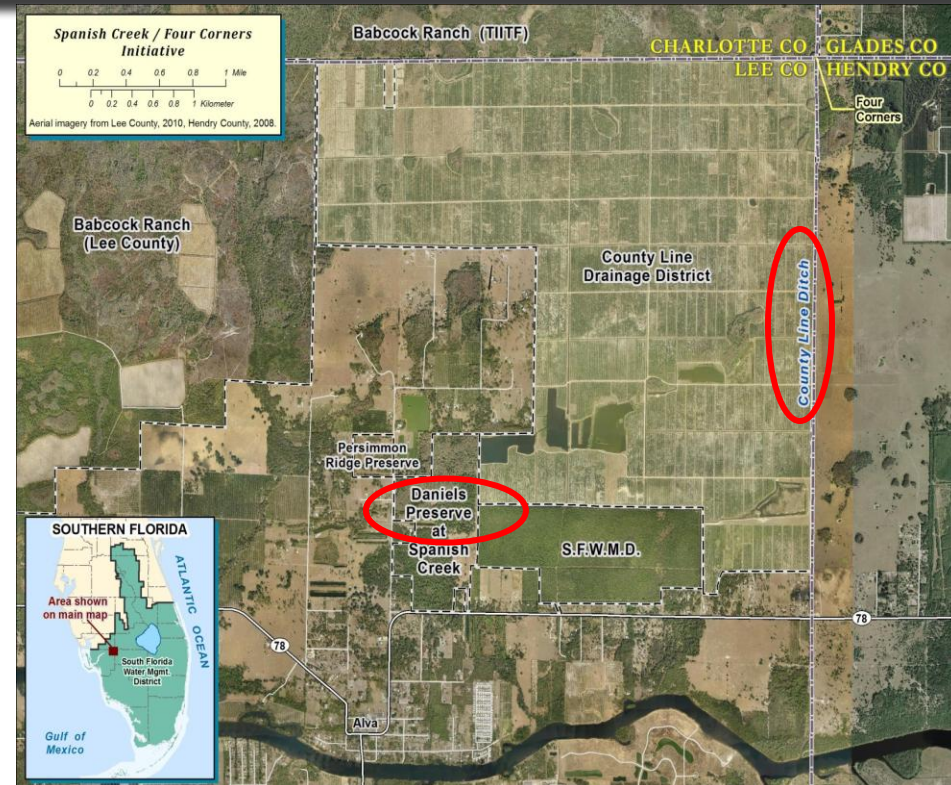 Spanish Creek / Four Corners
Initiative
0 0.2 0.4 0.6 0.8 1 Mile
0 0.2 0.4 0.6 0.8 1 Kilometer
Aerial imagery from Lee County, 2010, Hendry County, 2008.
Babcock Ranch (TIITF)
CHARLOTTE CO GLADES CO
LEE CO HENDRY CO
Four
Corners
Babcock Ranch
(Lee County)
County Line
Drainage District
County Line Ditch
Persimmon
Ridge Preserve
Daniels
Preserve
at
Spanish
Creek
S.F.W.M.D.
78
78
Alva
SOUTHERN FLORIDA
Area shown
on main map
ATLANTIC OCEAN
South Florida
Water Mgmt
District
Gulf of
Mexico